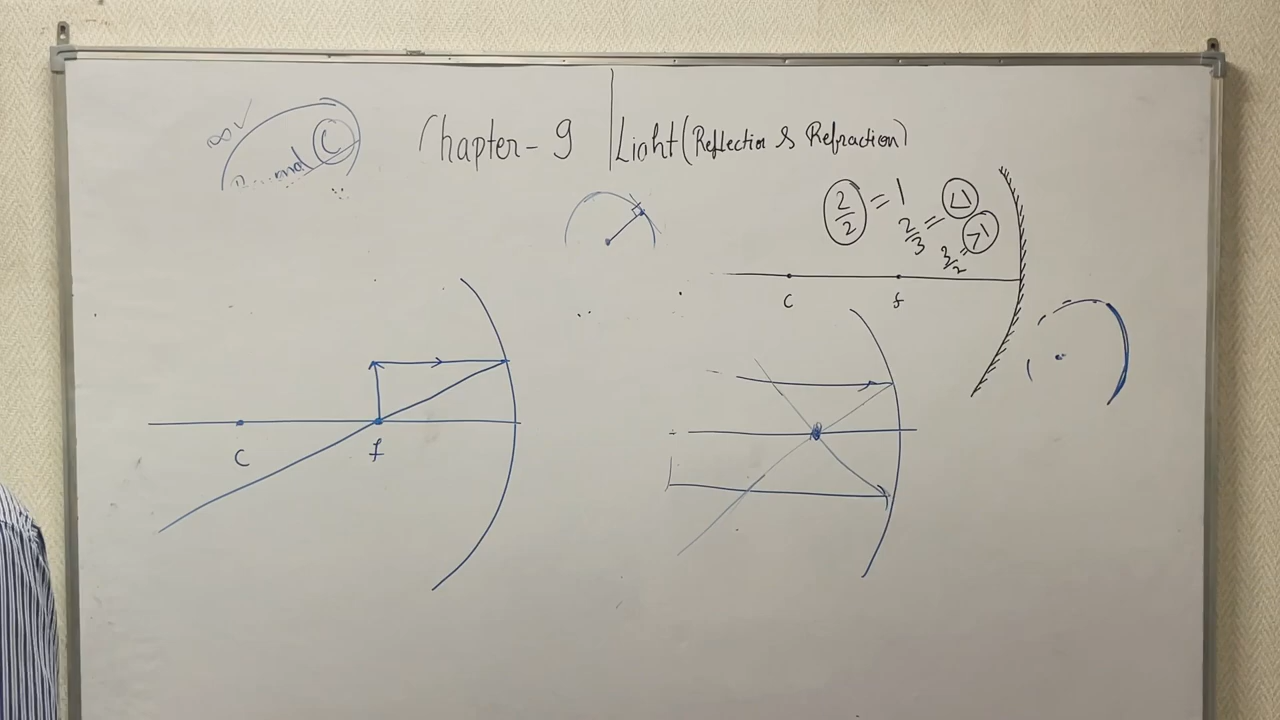 ∞ ✓
C
Chapter - 9 | Light (Reflection & Refraction)
2/2 = 1
2/3 = <1
3/2 = >1
C f
C f